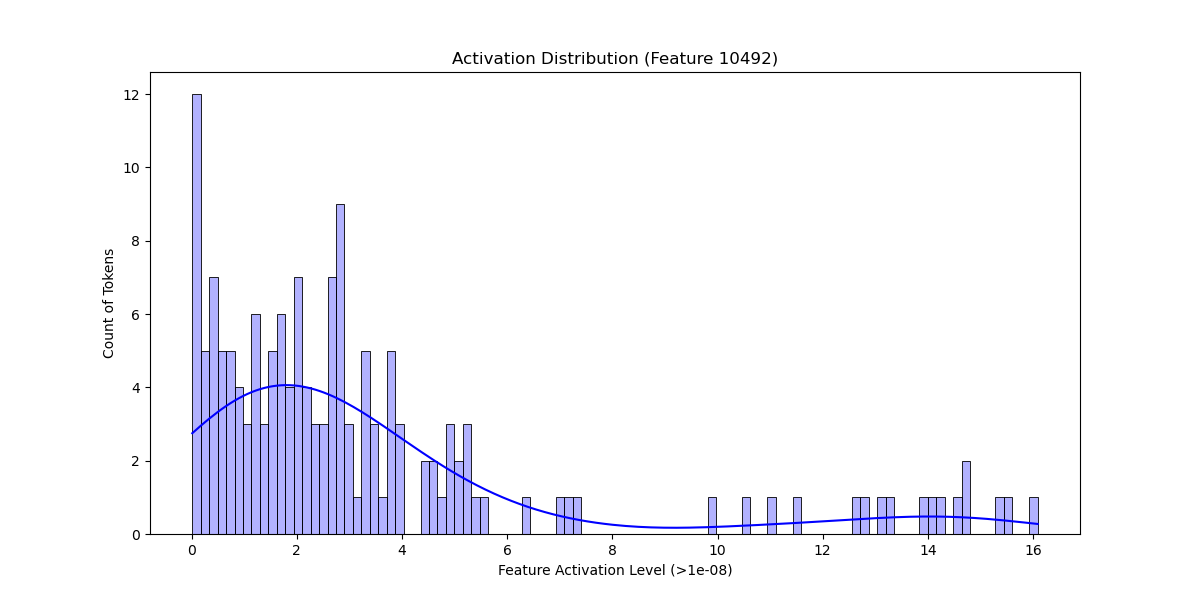 Activation Distribution (Feature 10492)
12
10
8
6
4
2
0
Count of Tokens
0 2 4 6 8 10 12 14 16
Feature Activation Level (>1e-08)